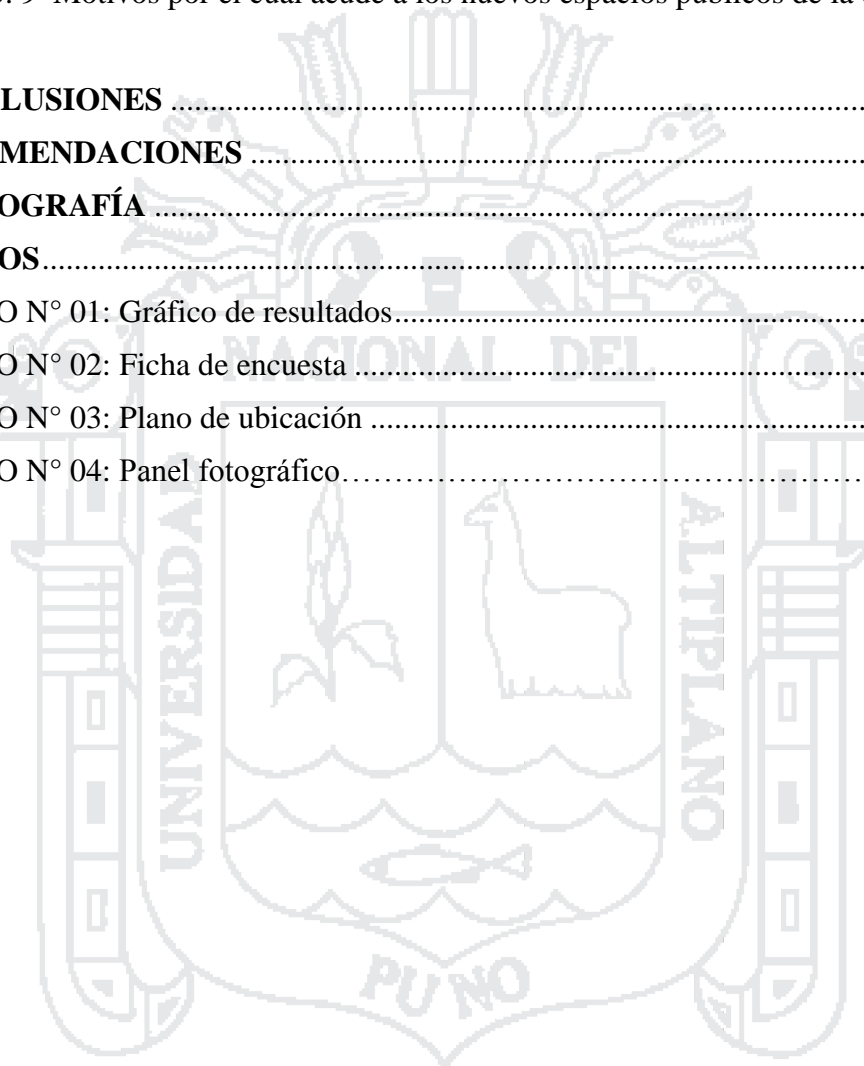 . 9 Motivos por el cual acude a los nuevos espacios públicos de la
LUSIONES ....................................................................................................
MENDACIONES ..........................................................................................
OGRAFÍA .....................................................................................................
OS....................................................................................................................
O N° 01: Gráfico de resultados.............................................................
O N° 02: Ficha de encuesta ..................................................................
O N° 03: Plano de ubicación ................................................................
O N° 04: Panel fotográfico……………………………………………
NACIONAL DEL
UNIVERSIDAD
ALTIPLANO
PUNO